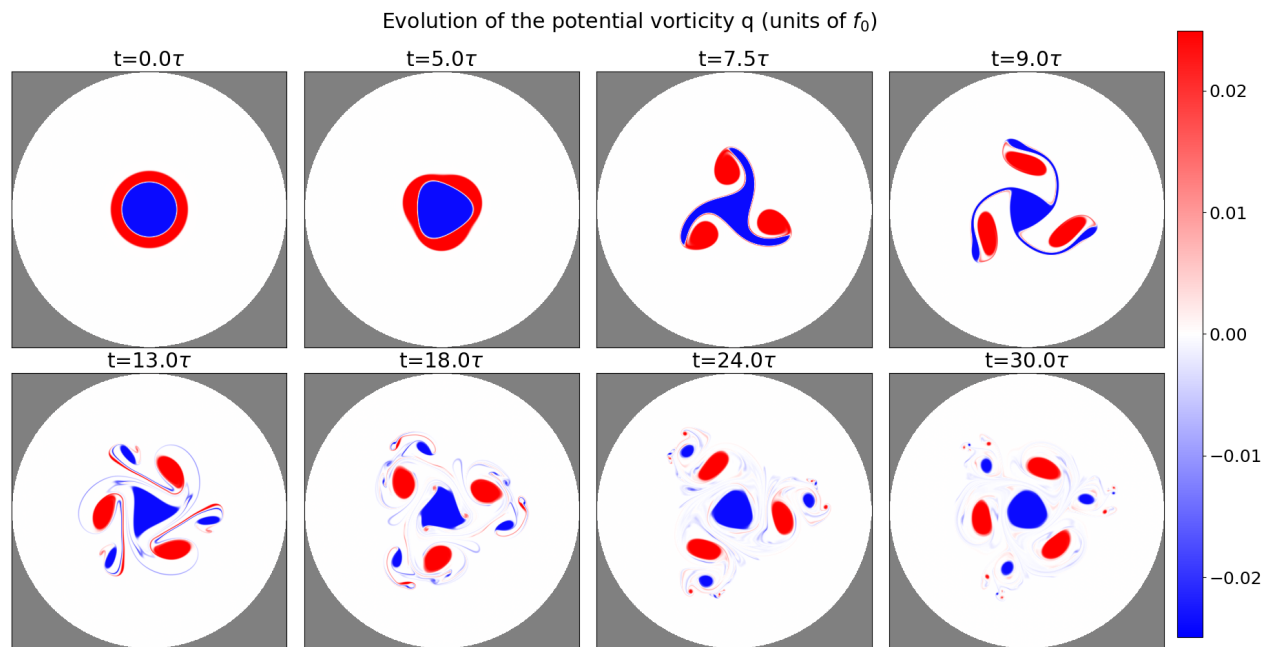 Evolution of the potential vorticity q (units of f₀)
t=0.0τ
t=5.0τ
t=7.5τ
t=9.0τ
t=13.0τ
t=18.0τ
t=24.0τ
t=30.0τ
0.02
0.01
0.00
−0.01
−0.02